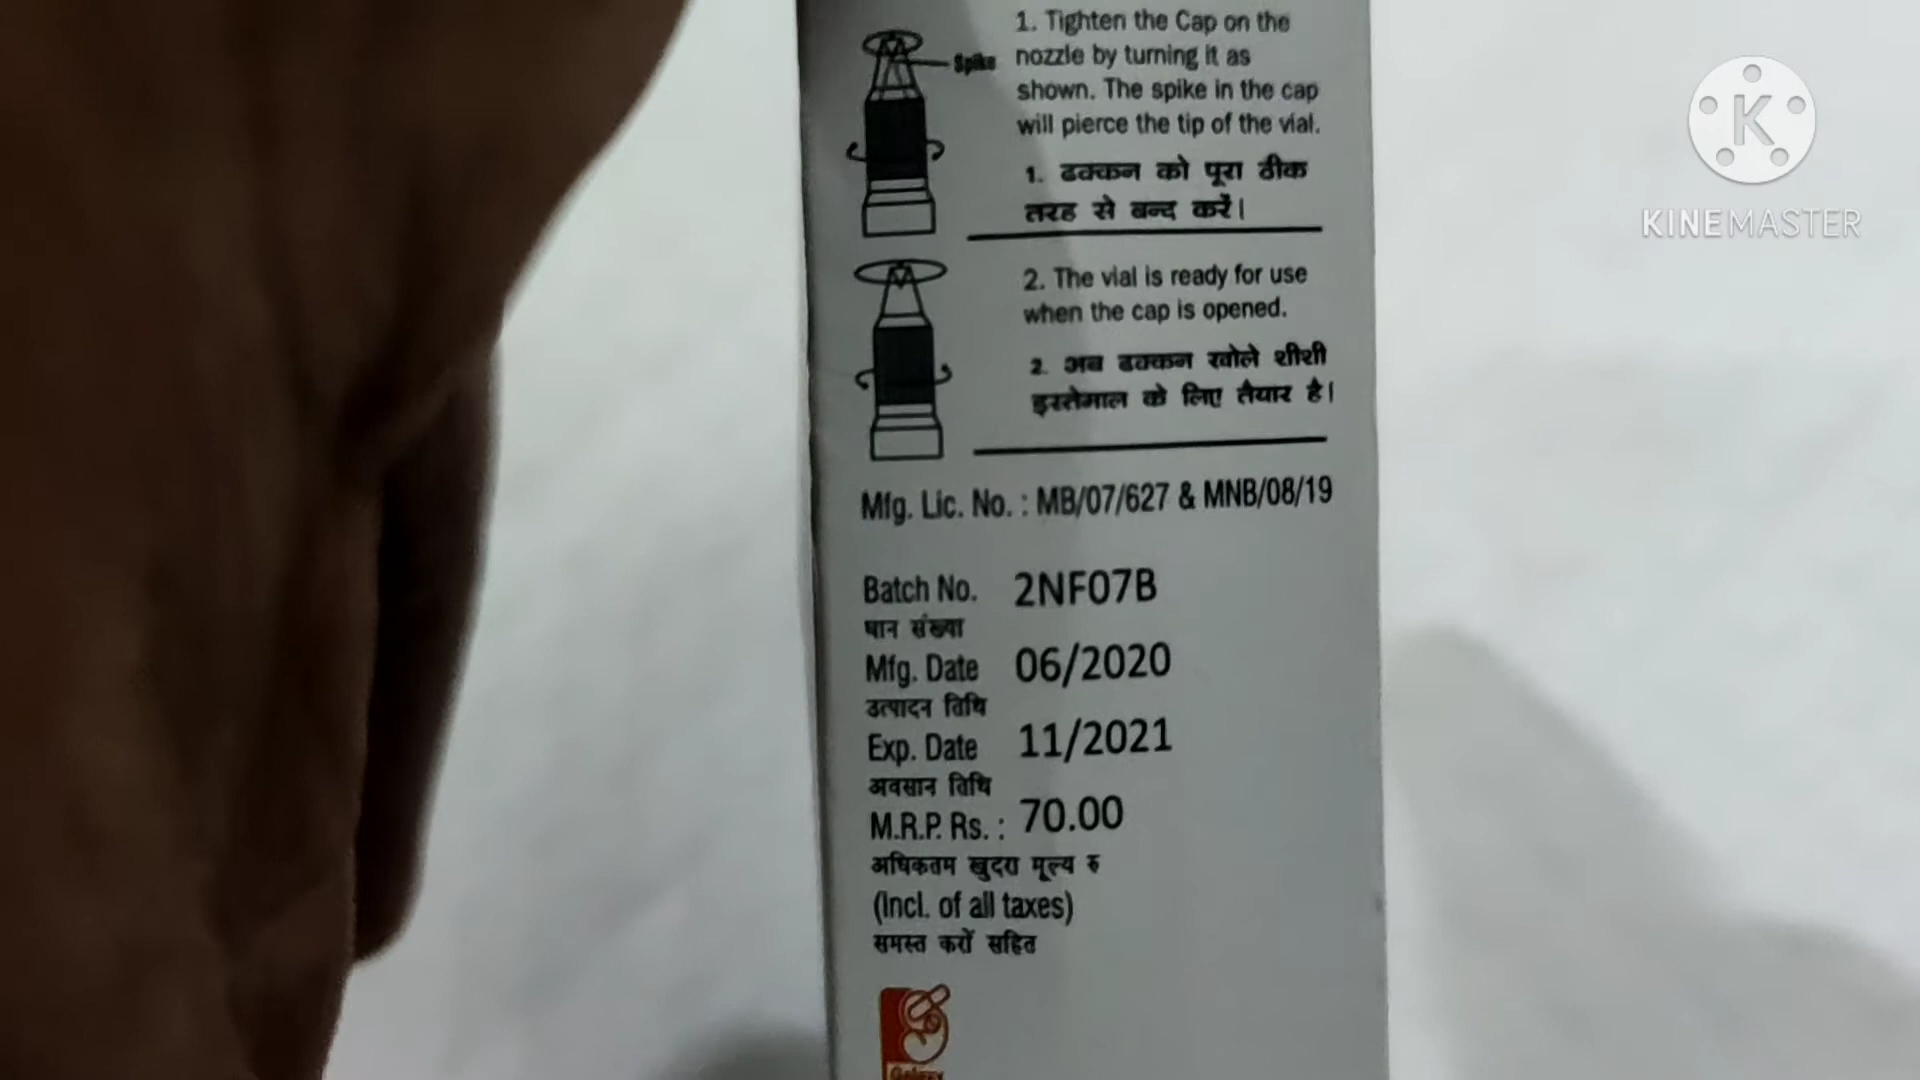 1. Tighten the Cap on the
nozzle by turning it as
shown. The spike in the cap
will pierce the tip of the vial.
Spike
1. ढक्कन को पूरा ठीक
तरह से बन्द करें।
2. The vial is ready for use
when the cap is opened.
2. अब ढक्कन खोले शीशी
इस्तेमाल के लिए तैयार है।
Mfg. Lic. No. : MB/07/627 & MNB/08/19
Batch No. 2NF07B
घान संख्या
Mfg. Date 06/2020
उत्पादन तिथि
Exp. Date 11/2021
अवसान तिथि
M.R.P. Rs. : 70.00
अधिकतम खुदरा मूल्य रु
(Incl. of all taxes)
समस्त करों सहित
Galaxy
K
KINEMASTER